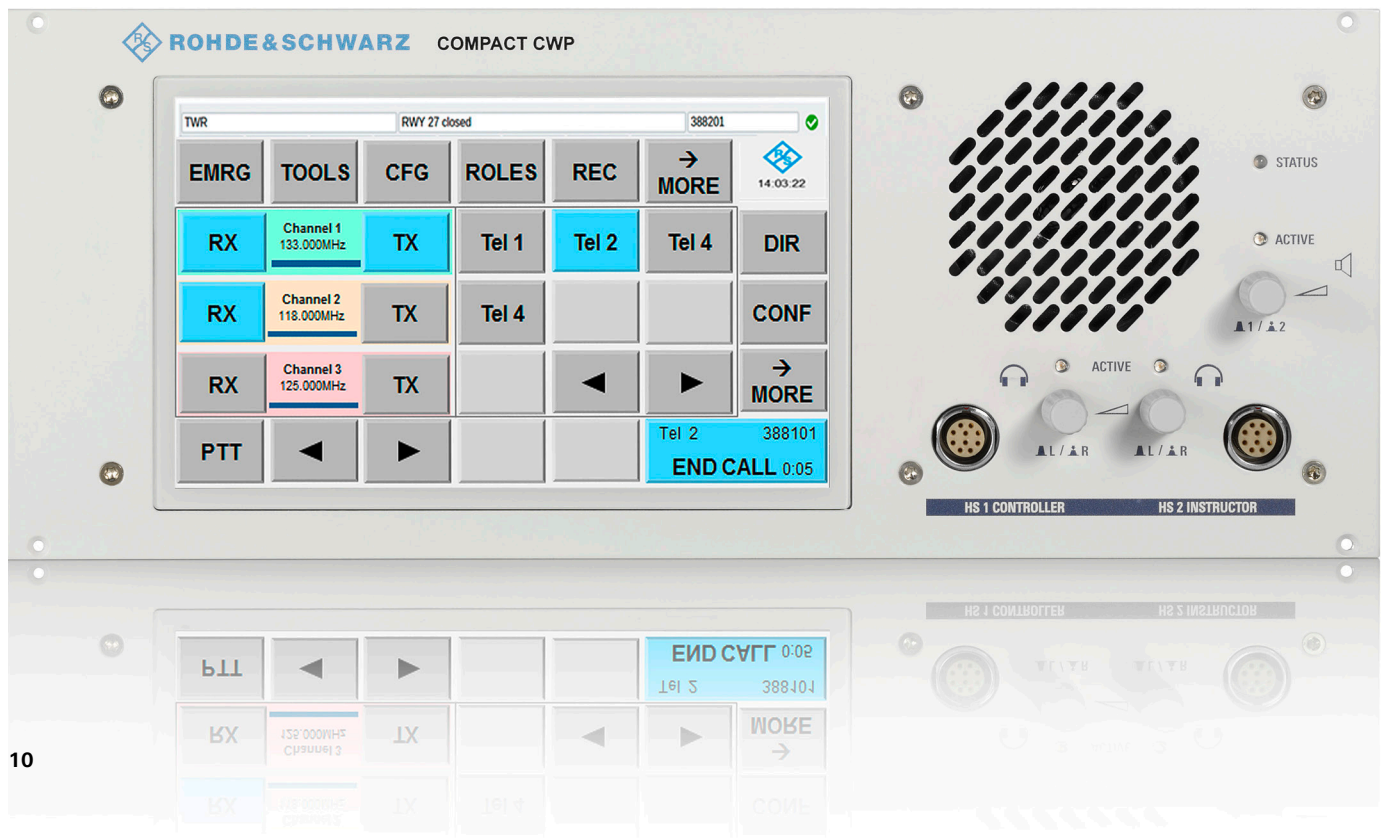 R&S ROHDE&SCHWARZ COMPACT CWP
TWR RWY 27 closed 388201
EMRG TOOLS CFG ROLES REC → MORE R&S 14:03:22
RX Channel 1 133.000MHz TX Tel 1 Tel 2 Tel 4 DIR
RX Channel 2 118.000MHz TX Tel 4 CONF
RX Channel 3 125.000MHz TX ◀ ▶ → MORE
PTT ◀ ▶ Tel 2 388101
END CALL 0:05
STATUS
ACTIVE
1 / 2
ACTIVE
L / R L / R
HS 1 CONTROLLER HS 2 INSTRUCTOR
10